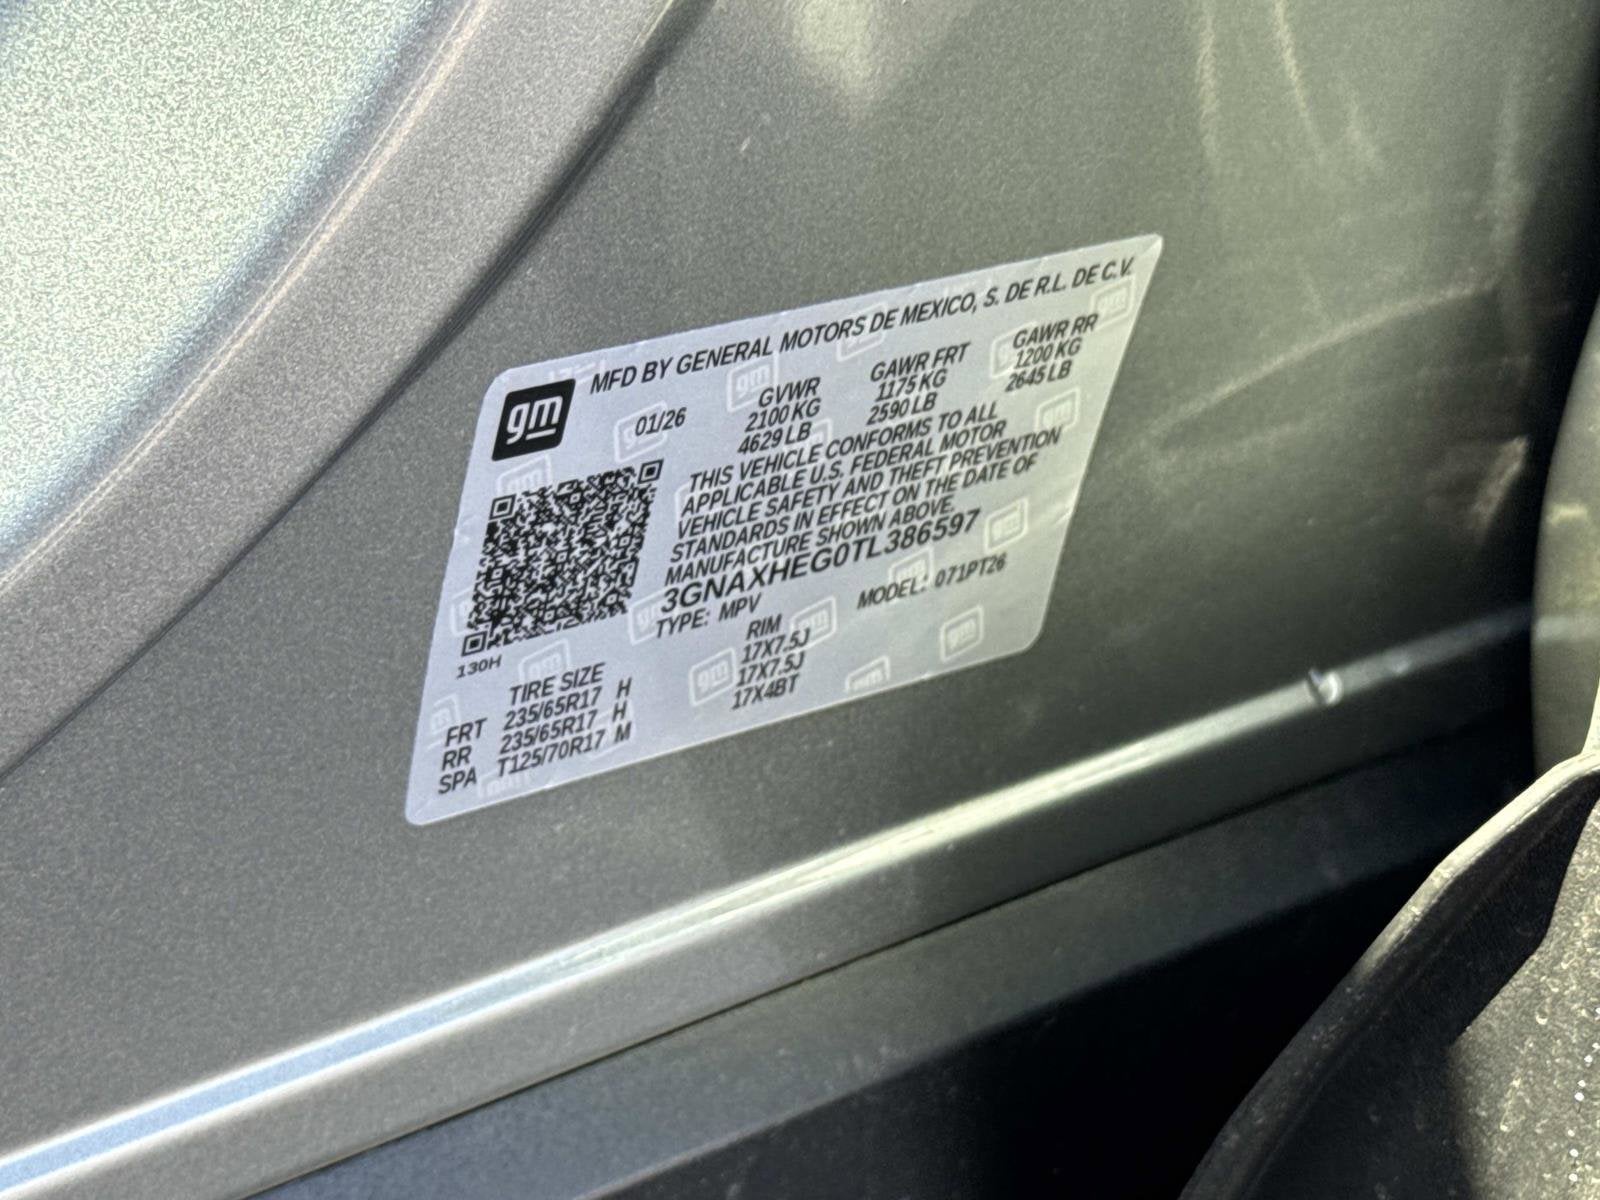 MFD BY GENERAL MOTORS DE MEXICO, S. DE R.L. DE C.V.
gm
01/26
GVWR GAWR FRT GAWR RR
2100 KG 1175 KG 1200 KG
4629 LB 2590 LB 2645 LB
THIS VEHICLE CONFORMS TO ALL
APPLICABLE U.S. FEDERAL MOTOR
VEHICLE SAFETY AND THEFT PREVENTION
STANDARDS IN EFFECT ON THE DATE OF
MANUFACTURE SHOWN ABOVE.
3GNAXHEG0TL386597
TYPE: MPV MODEL: 071PT26
130H
TIRE SIZE RIM
FRT 235/65R17 H 17X7.5J
RR 235/65R17 H 17X7.5J
SPA T125/70R17 M 17X4BT